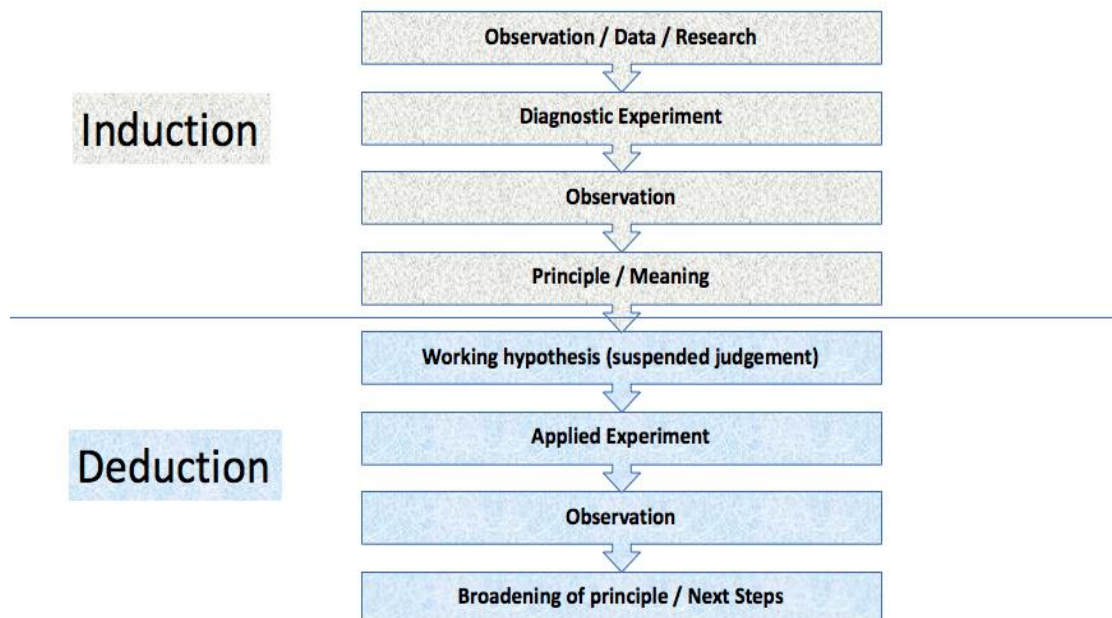 Observation / Data / Research
Induction
Diagnostic Experiment
Observation
Principle / Meaning
Working hypothesis (suspended judgement)
Applied Experiment
Deduction
Observation
Broadening of principle / Next Steps